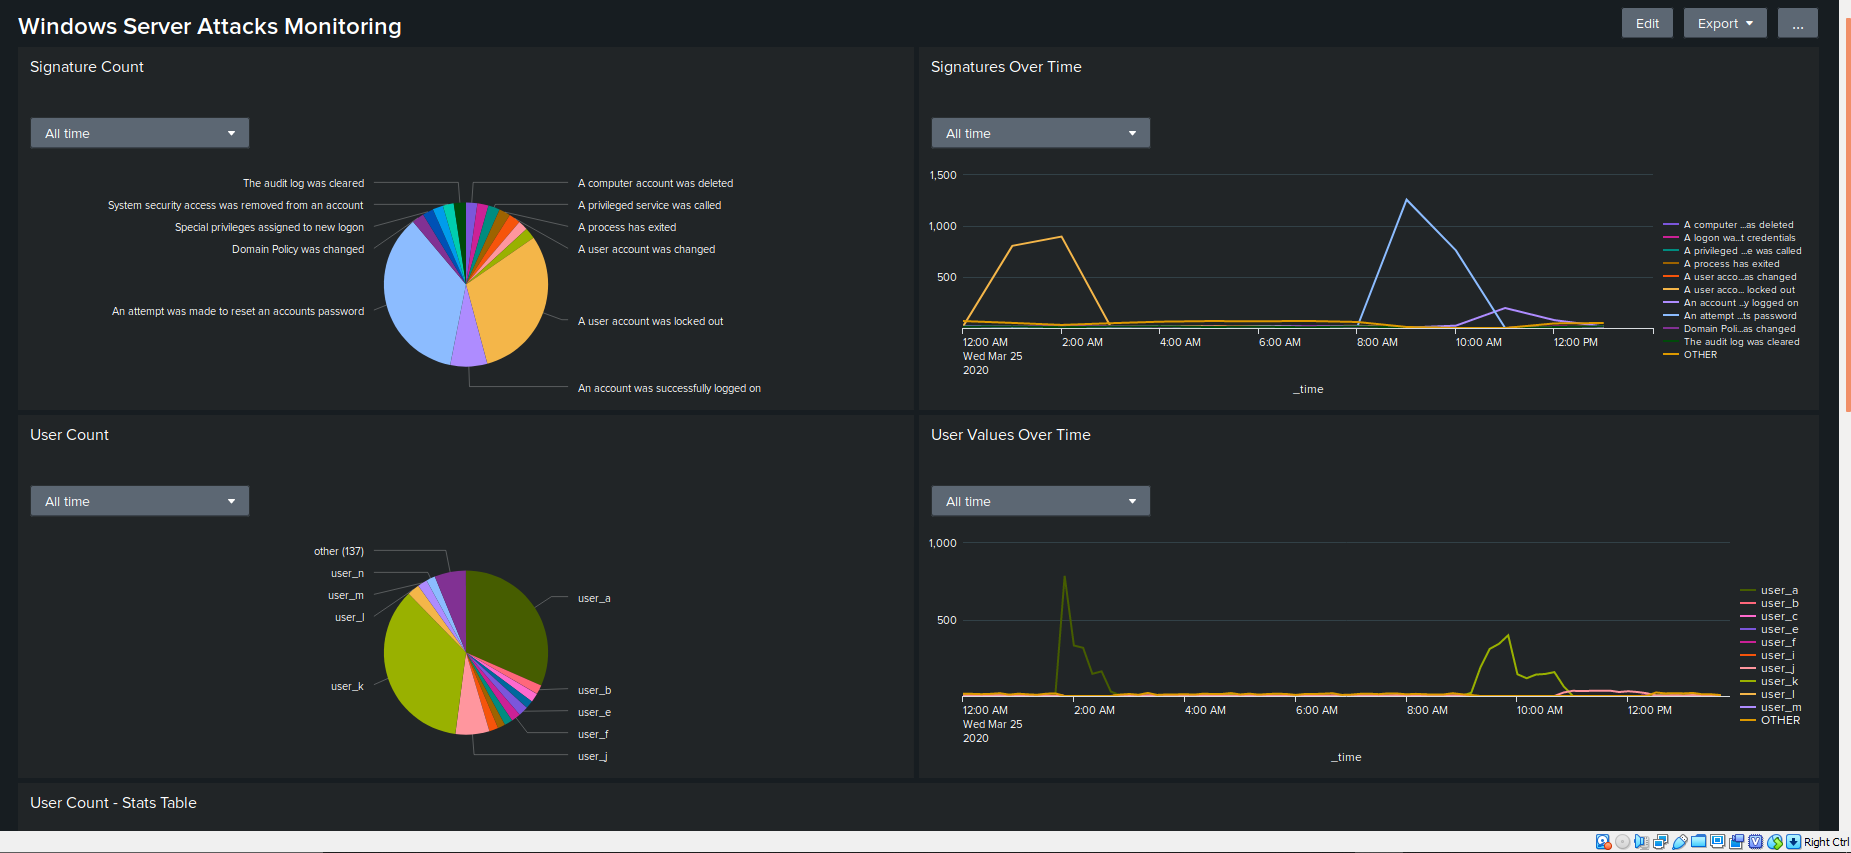 Windows Server Attacks Monitoring
Edit
Export
...
Signature Count
All time
The audit log was cleared
System security access was removed from an account
Special privileges assigned to new logon
Domain Policy was changed
An attempt was made to reset an accounts password
A computer account was deleted
A privileged service was called
A process has exited
A user account was changed
A user account was locked out
An account was successfully logged on
Signatures Over Time
All time
1,500
1,000
500
12:00 AM
Wed Mar 25
2020
2:00 AM
4:00 AM
6:00 AM
8:00 AM
10:00 AM
12:00 PM
_time
A computer ...as deleted
A logon wa...t credentials
A privileged ...e was called
A process has exited
A user acco...as changed
A user acco... locked out
An account ...y logged on
An attempt ...ts password
Domain Poli...as changed
The audit log was cleared
OTHER
User Count
All time
other (137)
user_n
user_m
user_l
user_k
user_a
user_b
user_e
user_f
user_j
User Values Over Time
All time
1,000
500
12:00 AM
Wed Mar 25
2020
2:00 AM
4:00 AM
6:00 AM
8:00 AM
10:00 AM
12:00 PM
_time
user_a
user_b
user_c
user_e
user_f
user_i
user_j
user_k
user_l
user_m
OTHER
User Count - Stats Table
Right Ctrl